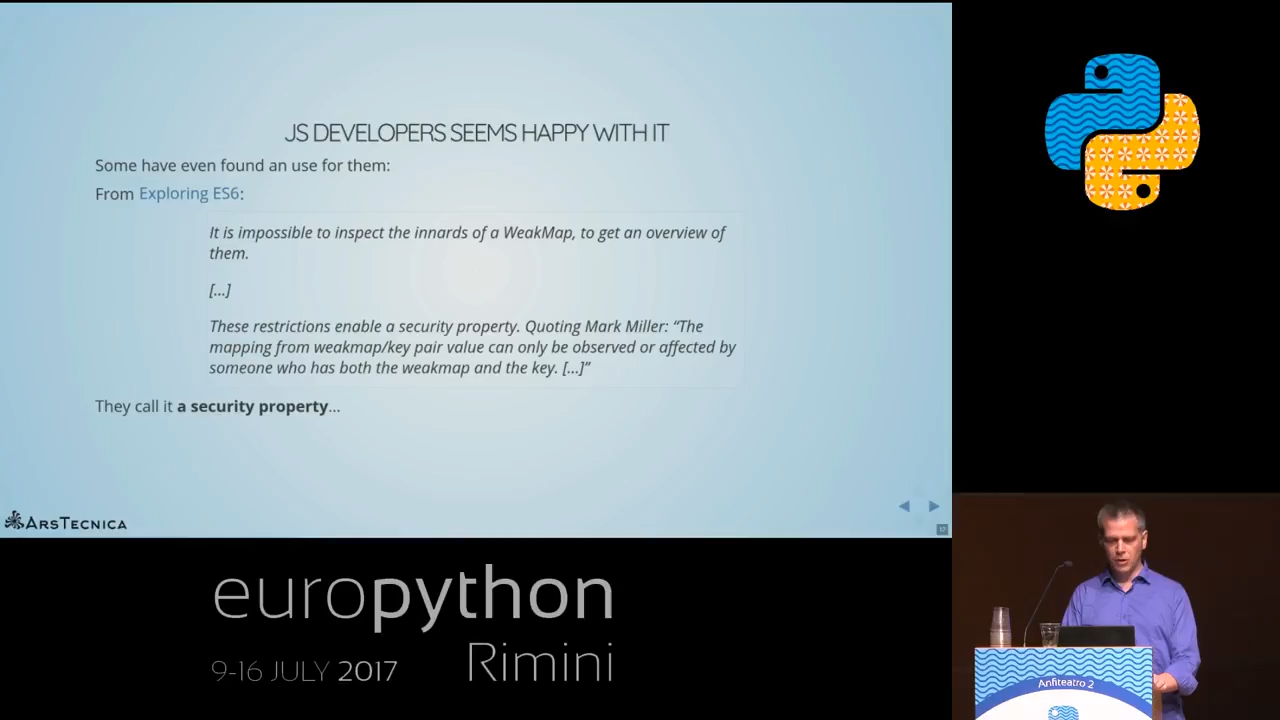 JS DEVELOPERS SEEMS HAPPY WITH IT
Some have even found an use for them:
From Exploring ES6:
It is impossible to inspect the innards of a WeakMap, to get an overview of
them.
[...]
These restrictions enable a security property. Quoting Mark Miller: “The
mapping from weakmap/key pair value can only be observed or affected by
someone who has both the weakmap and the key. [...]”
They call it a security property...
ARSTECNICA
europython
9-16 JULY 2017
Rimini
Anfiteatro 2